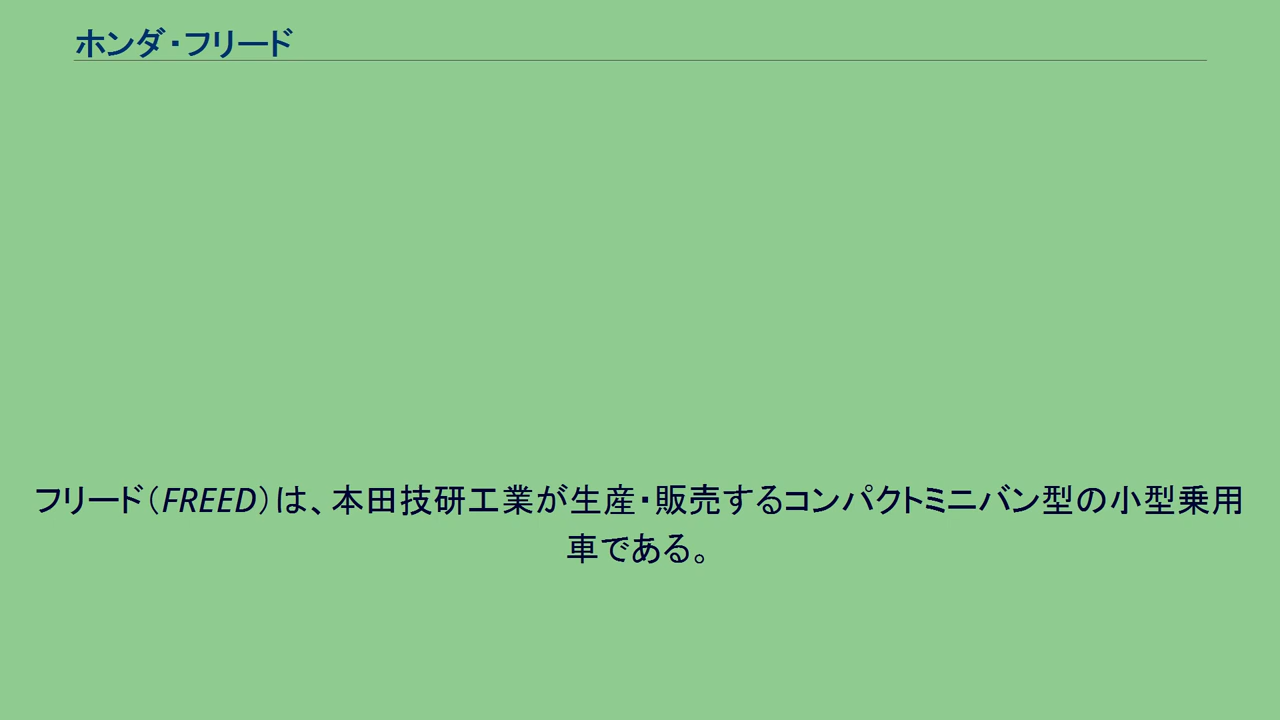 ホンダ・フリード
フリード（FREED）は、本田技研工業が生産・販売するコンパクトミニバン型の小型乗用
車である。